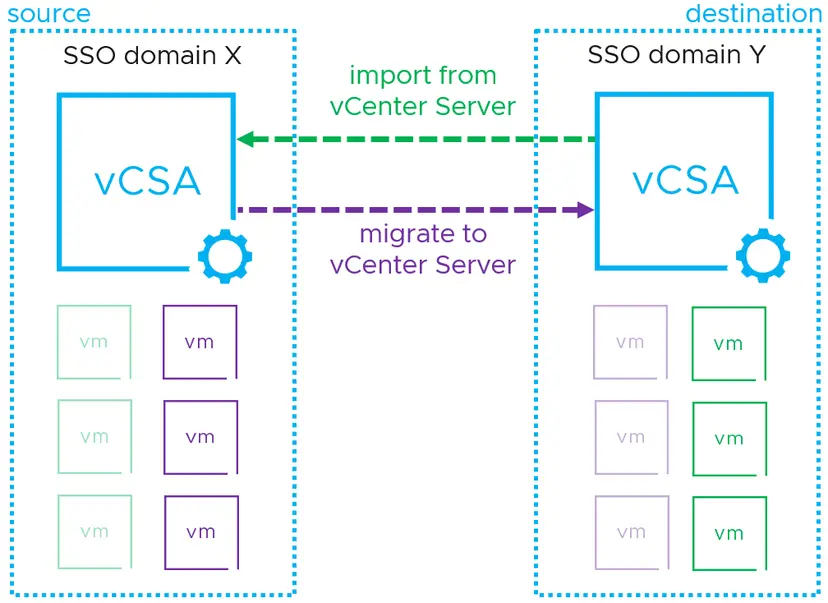 source
destination
SSO domain X
SSO domain Y
import from
vCenter Server
vCSA
vCSA
migrate to
vCenter Server
vm
vm
vm
vm
vm
vm
vm
vm
vm
vm
vm
vm